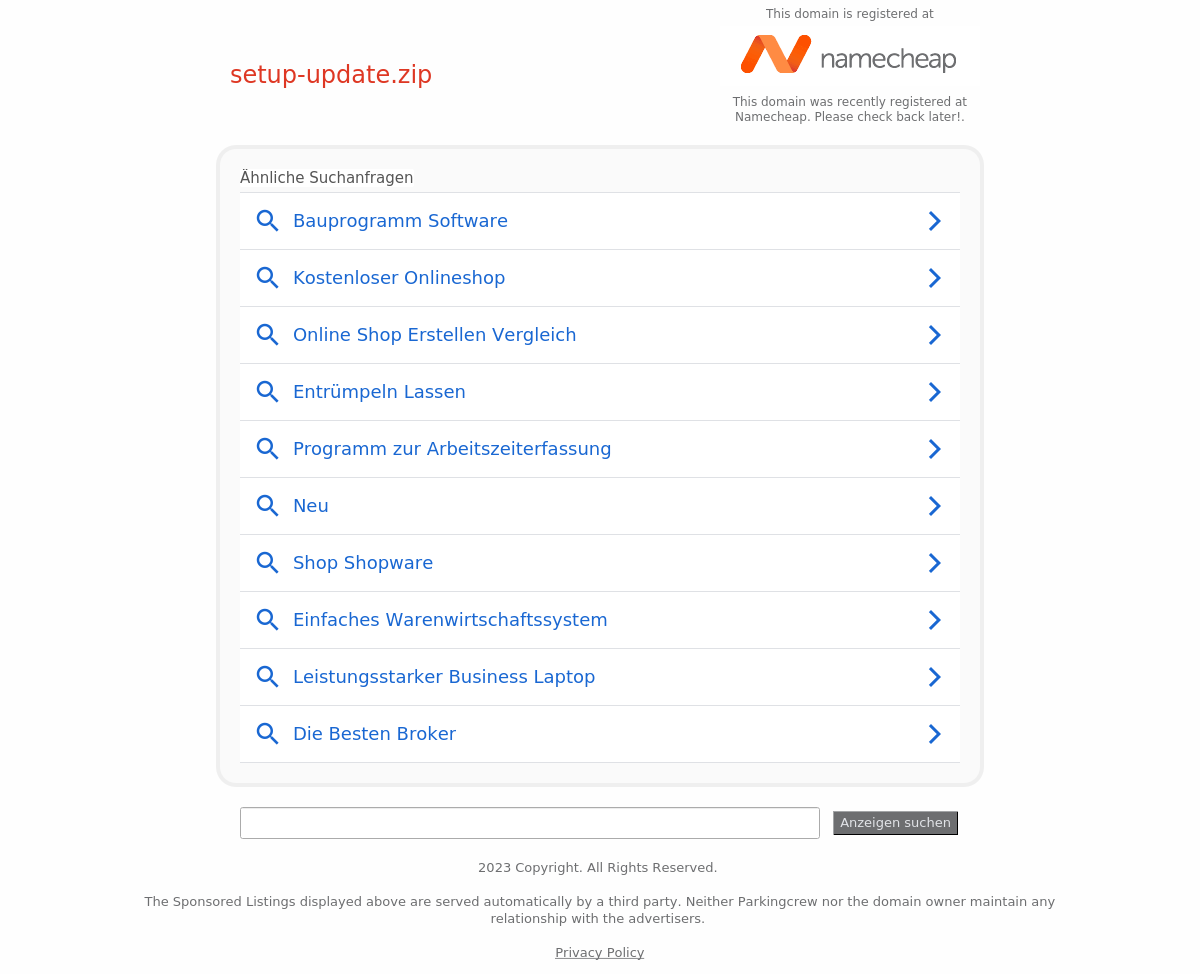 This domain is registered at
namecheap
setup-update.zip
This domain was recently registered at
Namecheap. Please check back later!.
Ähnliche Suchanfragen
Bauprogramm Software
Kostenloser Onlineshop
Online Shop Erstellen Vergleich
Entrümpeln Lassen
Programm zur Arbeitszeiterfassung
Neu
Shop Shopware
Einfaches Warenwirtschaftssystem
Leistungsstarker Business Laptop
Die Besten Broker
Anzeigen suchen
2023 Copyright. All Rights Reserved.
The Sponsored Listings displayed above are served automatically by a third party. Neither Parkingcrew nor the domain owner maintain any
relationship with the advertisers.
Privacy Policy